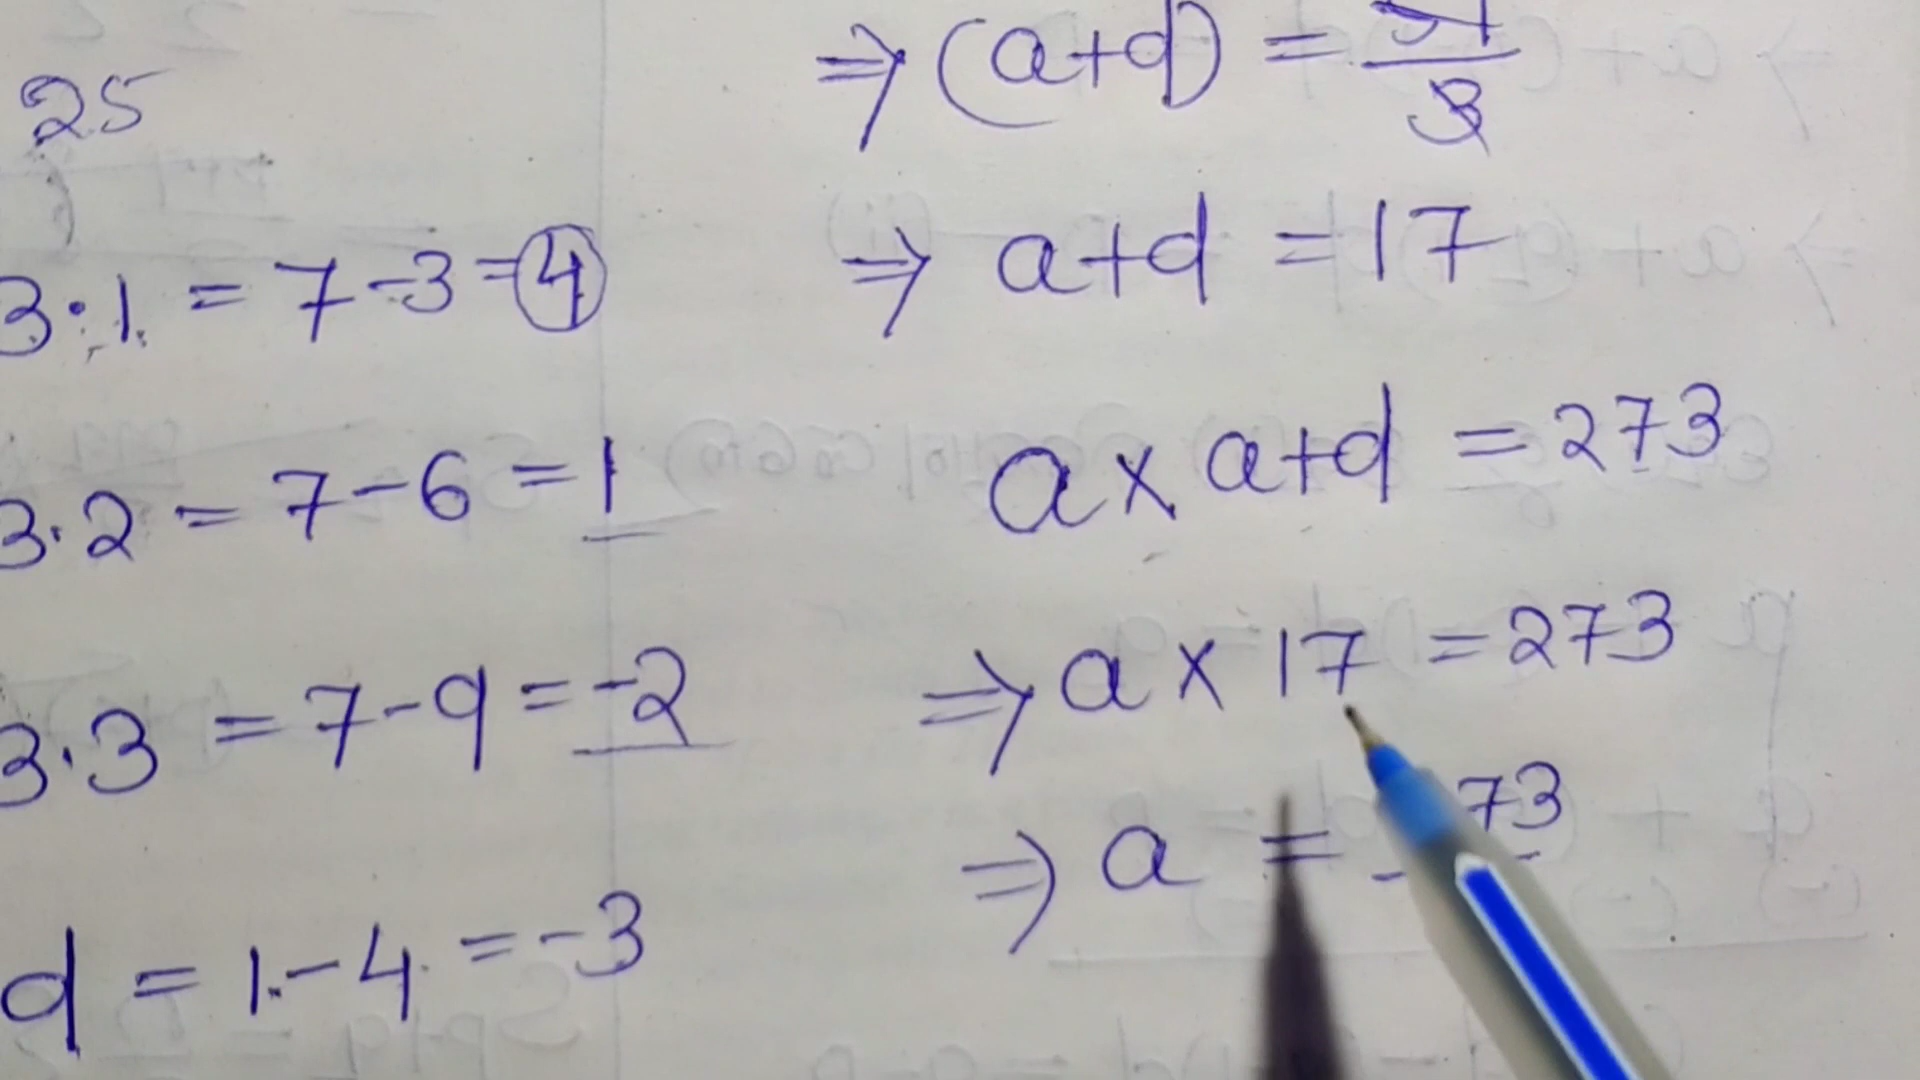 25
3·1 = 7-3 = 4
3·2 = 7-6 = 1
3·3 = 7-9 = -2
d = 1-4 = -3
⇒ (a+d) = 51/3
⇒ a+d = 17
a x a+d = 273
⇒ a x 17 = 273
⇒ a = 73